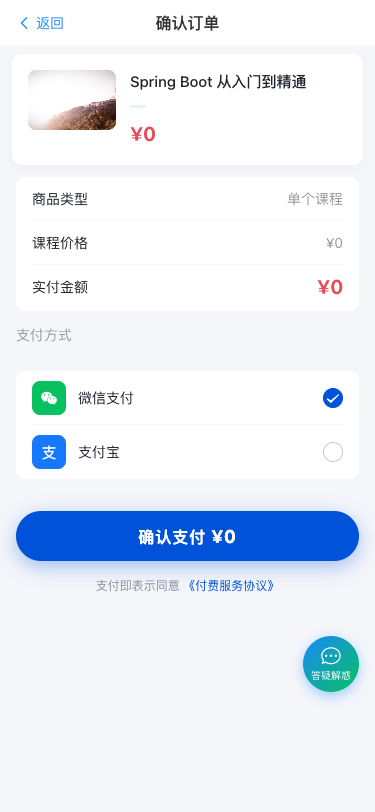 返回
确认订单
Spring Boot 从入门到精通
¥0
商品类型 单个课程
课程价格 ¥0
实付金额 ¥0
支付方式
微信支付
支 支付宝
确认支付 ¥0
支付即表示同意 《付费服务协议》
答疑解惑